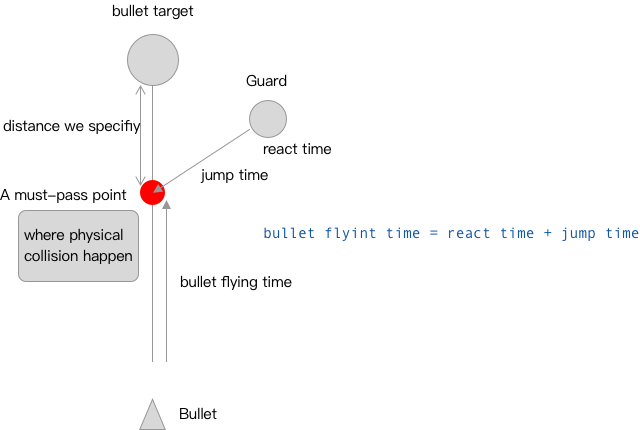 bullet target
Guard
distance we specifiy
react time
jump time
A must-pass point
where physical
collision happen
bullet flyint time = react time + jump time
bullet flying time
Bullet